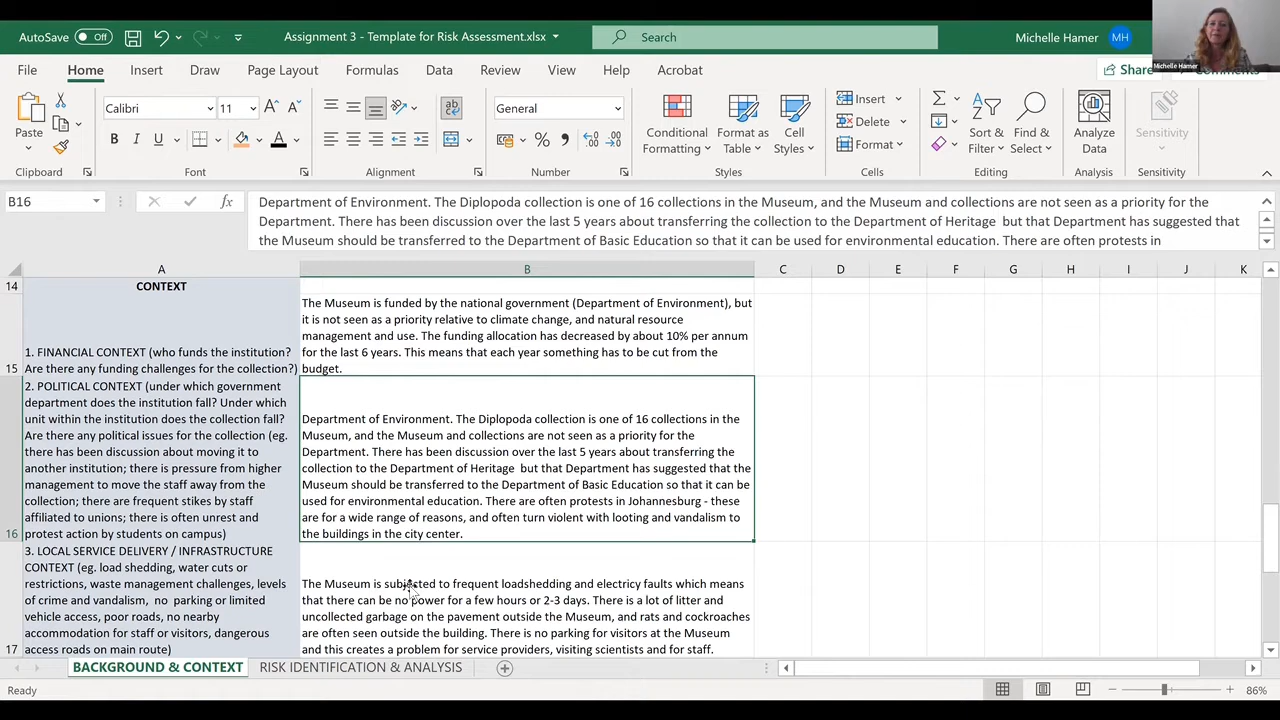 AutoSave
Off
Assignment 3 - Template for Risk Assessment.xlsx
Search
Michelle Hamer
MH
Michelle Hamer
File
Home
Insert
Draw
Page Layout
Formulas
Data
Review
View
Help
Acrobat
Share
Comments
Paste
Calibri
11
B I U
A
General
Conditional
Formatting
Format as
Table
Cell
Styles
Insert
Delete
Format
Sort &
Filter
Find &
Select
Analyze
Data
Sensitivity
Clipboard
Font
Alignment
Number
Styles
Cells
Editing
Analysis
Sensitivity
B16
fx
Department of Environment. The Diplopoda collection is one of 16 collections in the Museum, and the Museum and collections are not seen as a priority for the
Department. There has been discussion over the last 5 years about transferring the collection to the Department of Heritage but that Department has suggested that
the Museum should be transferred to the Department of Basic Education so that it can be used for environmental education. There are often protests in
A B C D E F G H I J K
14
CONTEXT
15
1. FINANCIAL CONTEXT (who funds the institution?
Are there any funding challenges for the collection?)
The Museum is funded by the national government (Department of Environment), but
it is not seen as a priority relative to climate change, and natural resource
management and use. The funding allocation has decreased by about 10% per annum
for the last 6 years. This means that each year something has to be cut from the
budget.
16
2. POLITICAL CONTEXT (under which government
department does the institution fall? Under which
unit within the institution does the collection fall?
Are there any political issues for the collection (eg.
there has been discussion about moving it to
another institution; there is pressure from higher
management to move the staff away from the
collection; there are frequent stikes by staff
affiliated to unions; there is often unrest and
protest action by students on campus)
Department of Environment. The Diplopoda collection is one of 16 collections in the
Museum, and the Museum and collections are not seen as a priority for the
Department. There has been discussion over the last 5 years about transferring the
collection to the Department of Heritage but that Department has suggested that the
Museum should be transferred to the Department of Basic Education so that it can be
used for environmental education. There are often protests in Johannesburg - these
are for a wide range of reasons, and often turn violent with looting and vandalism to
the buildings in the city center.
17
3. LOCAL SERVICE DELIVERY / INFRASTRUCTURE
CONTEXT (eg. load shedding, water cuts or
restrictions, waste management challenges, levels
of crime and vandalism, no parking or limited
vehicle access, poor roads, no nearby
accommodation for staff or visitors, dangerous
access roads on main route)
The Museum is subjected to frequent loadshedding and electricy faults which means
that there can be no power for a few hours or 2-3 days. There is a lot of litter and
uncollected garbage on the pavement outside the Museum, and rats and cockroaches
are often seen outside the building. There is no parking for visitors at the Museum
and this creates a problem for service providers, visiting scientists and for staff.
BACKGROUND & CONTEXT
RISK IDENTIFICATION & ANALYSIS
Ready
86%